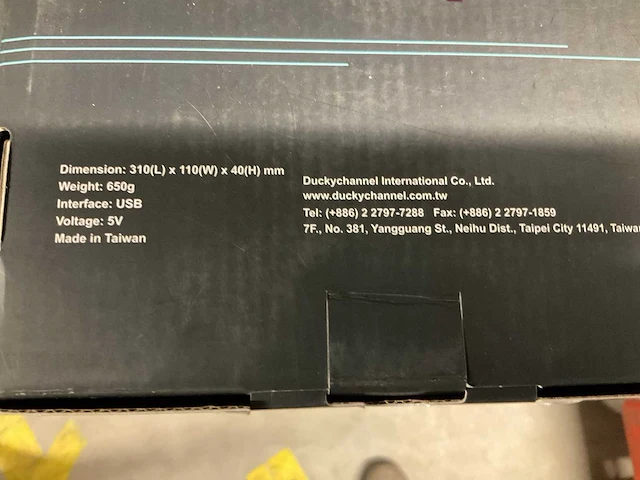 Dimension: 310(L) x 110(W) x 40(H) mm
Weight: 650g
Interface: USB
Voltage: 5V
Made in Taiwan
Duckychannel International Co., Ltd.
www.duckychannel.com.tw
Tel: (+886) 2 2797-7288 Fax: (+886) 2 2797-1859
7F., No. 381, Yangguang St., Neihu Dist., Taipei City 11491, Taiwan